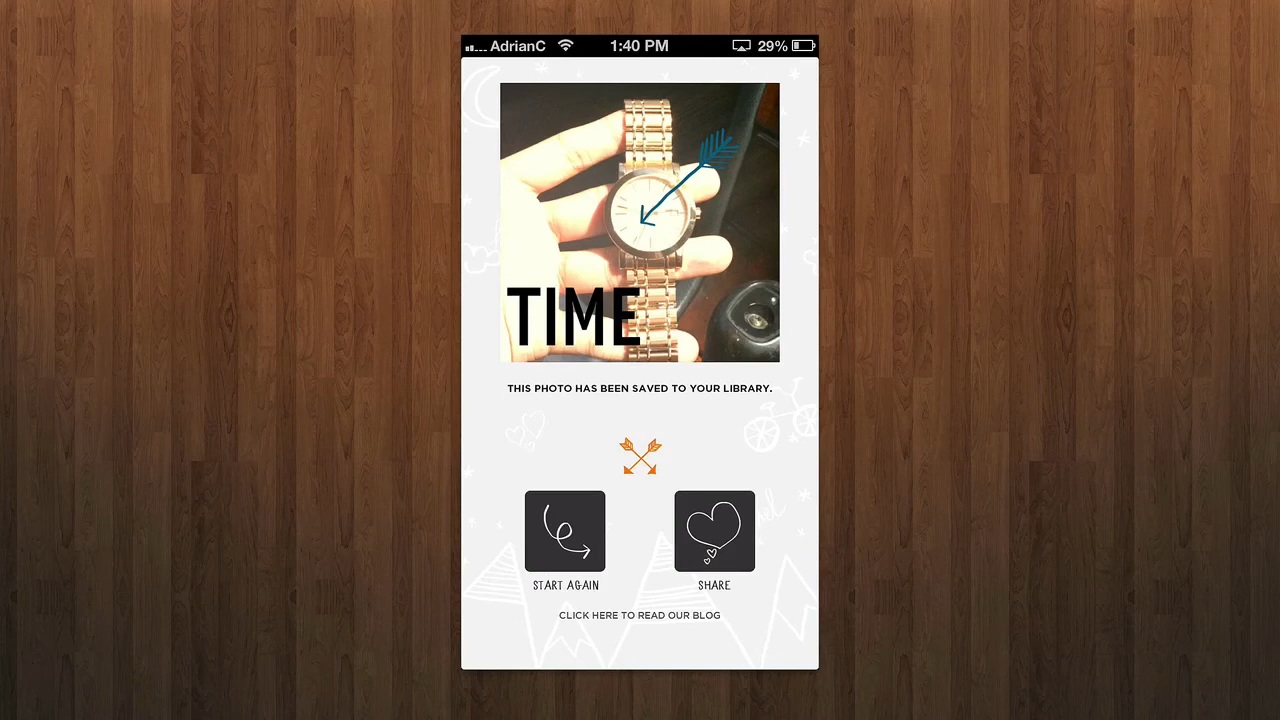 AdrianC 1:40 PM 29%
TIME
THIS PHOTO HAS BEEN SAVED TO YOUR LIBRARY.
START AGAIN SHARE
CLICK HERE TO READ OUR BLOG